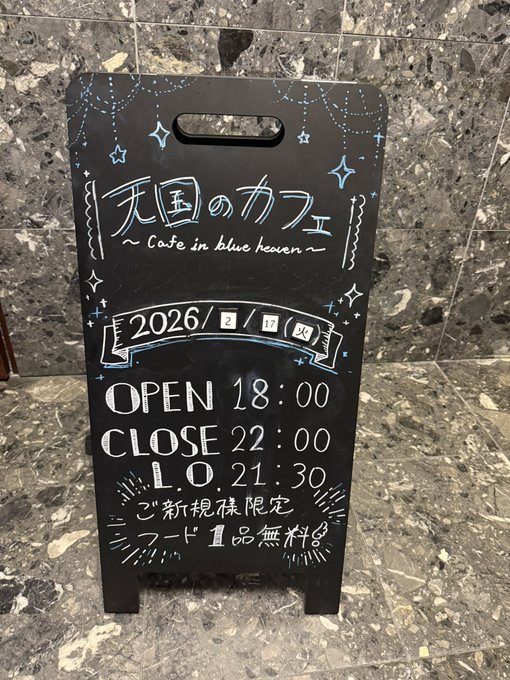 天国のカフェ
～ Cafe in blue heaven ～
2026/2/17(火)
OPEN 18:00
CLOSE 22:00
L.O. 21:30
ご新規様限定
フード1品無料!